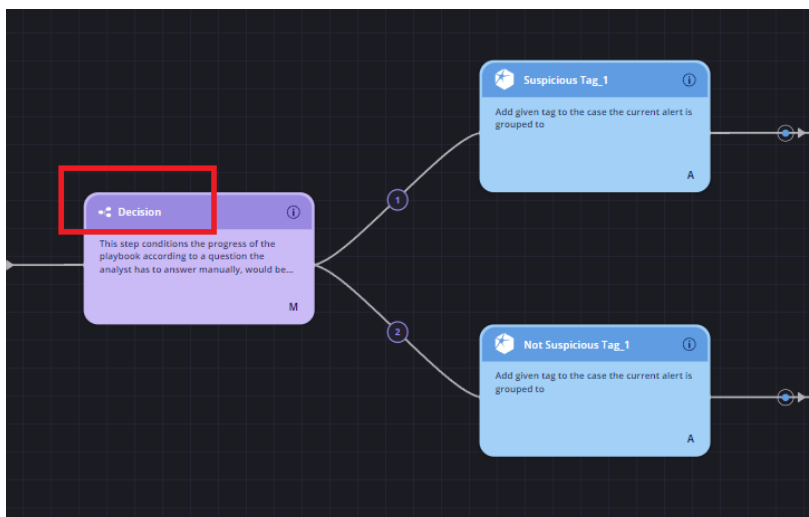 Suspicious Tag_1
Add given tag to the case the current alert is
grouped to
A
1
Decision
This step conditions the progress of the
playbook according to a question the
analyst has to answer manually, would be...
M
2
Not Suspicious Tag_1
Add given tag to the case the current alert is
grouped to
A